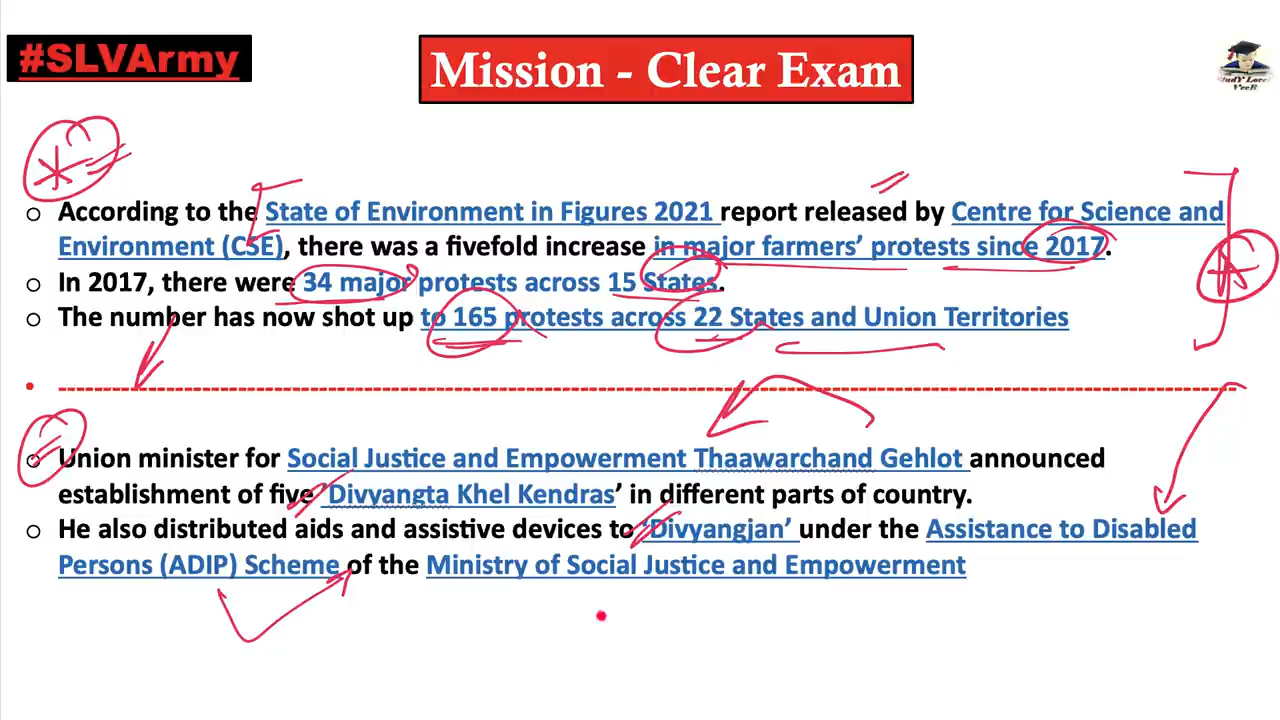 #SLVArmy
Mission - Clear Exam
StudY LoveR
VeeR
According to the State of Environment in Figures 2021 report released by Centre for Science and
Environment (CSE), there was a fivefold increase in major farmers’ protests since 2017.
In 2017, there were 34 major protests across 15 States.
The number has now shot up to 165 protests across 22 States and Union Territories
Union minister for Social Justice and Empowerment Thaawarchand Gehlot announced
establishment of five ‘Divyangta Khel Kendras’ in different parts of country.
He also distributed aids and assistive devices to ‘Divyangjan’ under the Assistance to Disabled
Persons (ADIP) Scheme of the Ministry of Social Justice and Empowerment